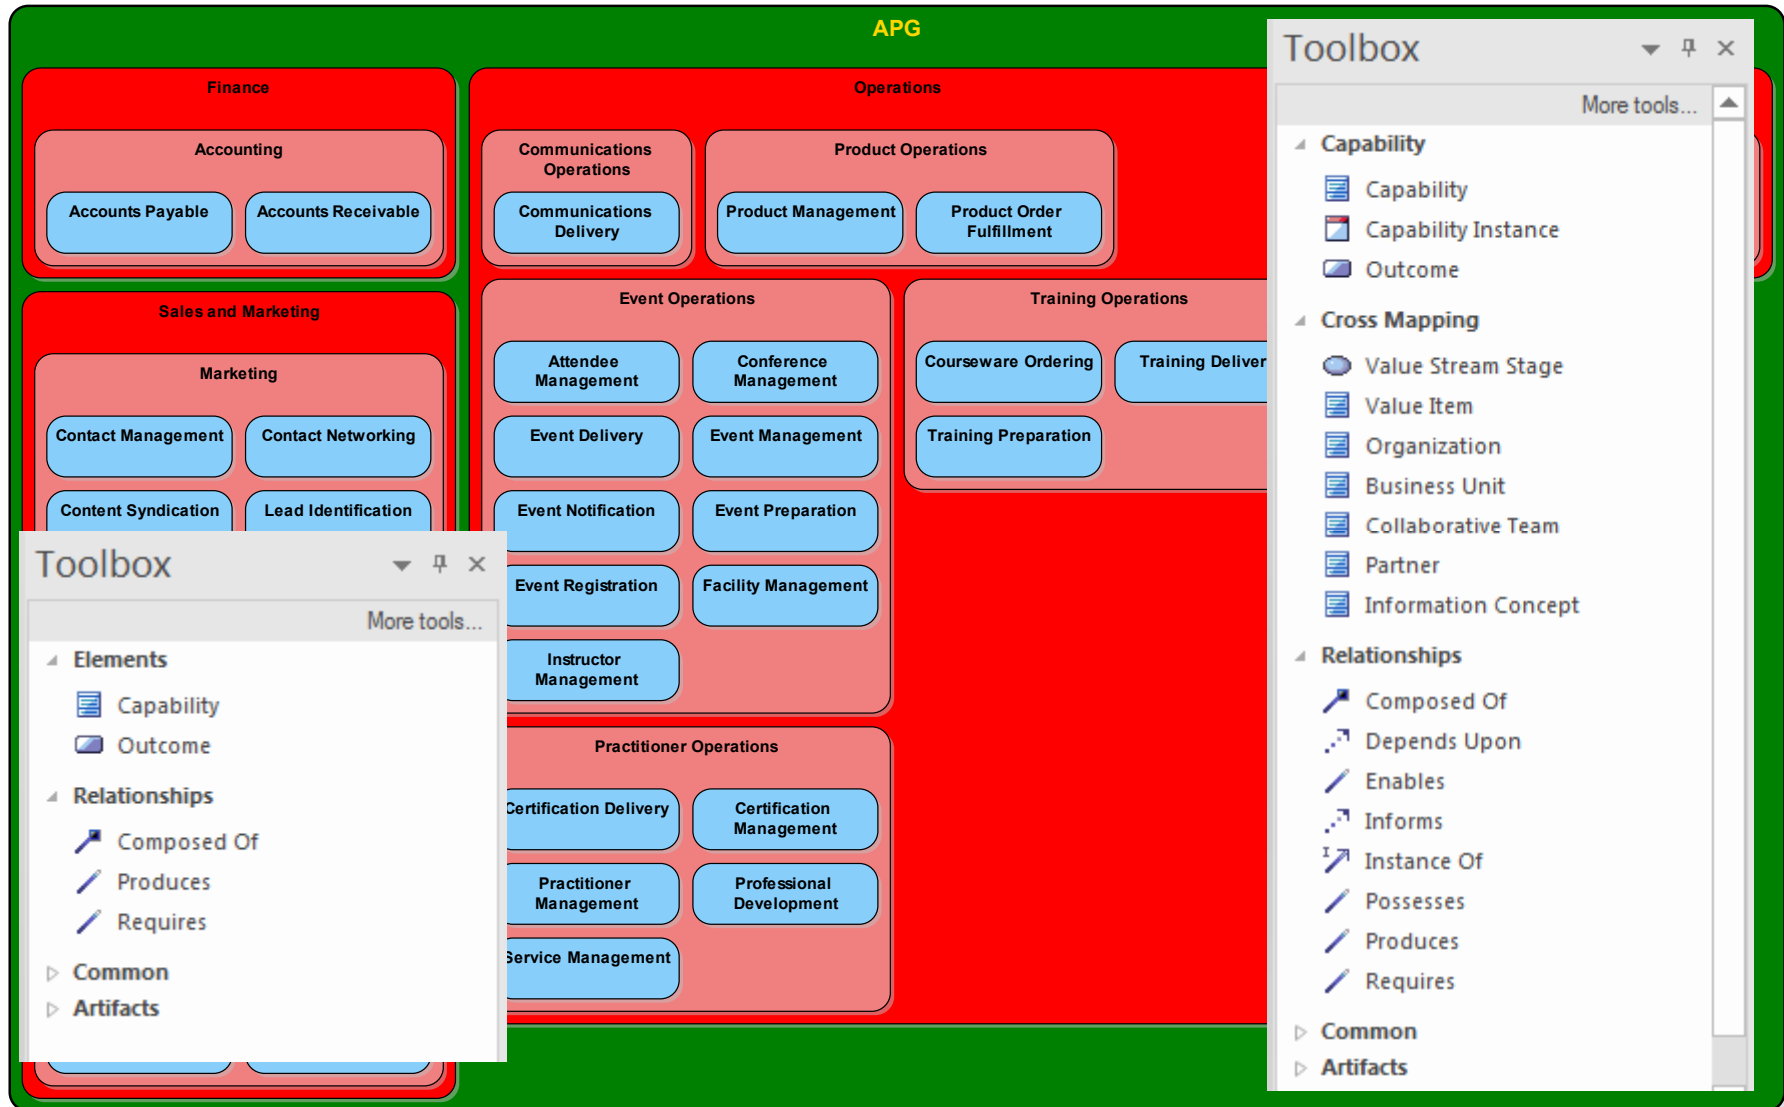 APG
Finance
Accounting
Accounts Payable
Accounts Receivable
Sales and Marketing
Marketing
Contact Management
Contact Networking
Content Syndication
Lead Identification
Operations
Communications
Operations
Communications
Delivery
Product Operations
Product Management
Product Order
Fulfillment
Event Operations
Attendee
Management
Conference
Management
Event Delivery
Event Management
Event Notification
Event Preparation
Event Registration
Facility Management
Instructor
Management
Training Operations
Courseware Ordering
Training Deliver
Training Preparation
Practitioner Operations
Certification Delivery
Certification
Management
Practitioner
Management
Professional
Development
Service Management
Toolbox
More tools...
Elements
Capability
Outcome
Relationships
Composed Of
Produces
Requires
Common
Artifacts
Toolbox
More tools...
Capability
Capability
Capability Instance
Outcome
Cross Mapping
Value Stream Stage
Value Item
Organization
Business Unit
Collaborative Team
Partner
Information Concept
Relationships
Composed Of
Depends Upon
Enables
Informs
Instance Of
Possesses
Produces
Requires
Common
Artifacts